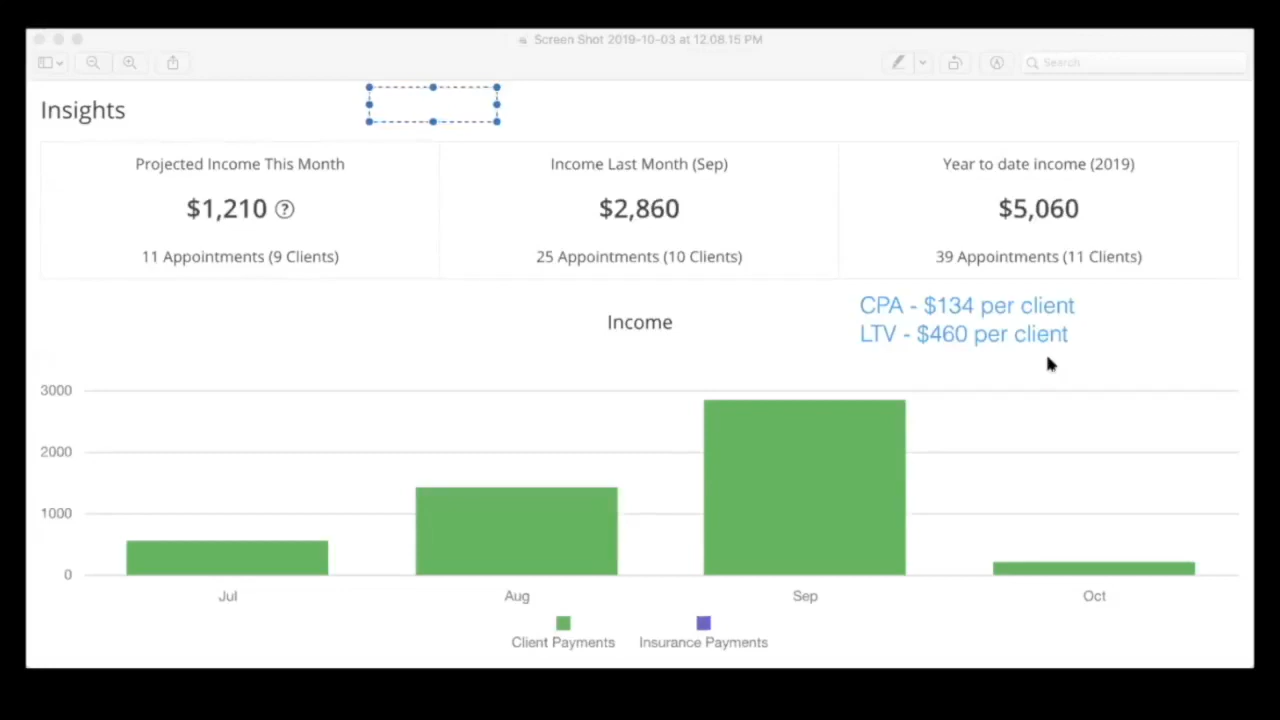 Screen Shot 2019-10-03 at 12.08.15 PM
Search
Insights
Projected Income This Month
$1,210 ?
11 Appointments (9 Clients)
Income Last Month (Sep)
$2,860
25 Appointments (10 Clients)
Year to date income (2019)
$5,060
39 Appointments (11 Clients)
CPA - $134 per client
LTV - $460 per client
Income
3000
2000
1000
0
Jul Aug Sep Oct
Client Payments Insurance Payments